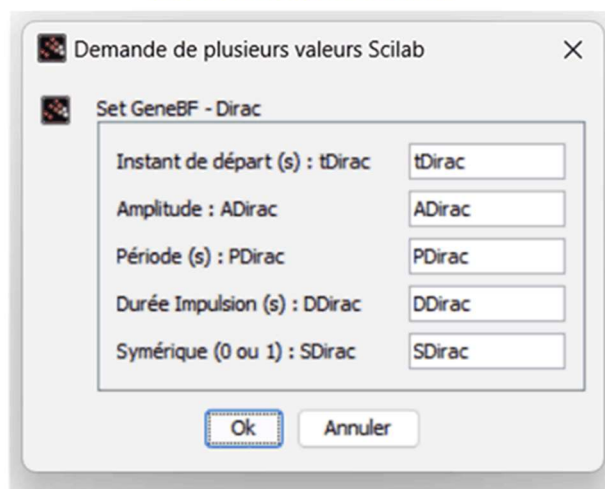 Demande de plusieurs valeurs Scilab
Set GeneBF - Dirac
Instant de départ (s) : tDirac tDirac
Amplitude : ADirac ADirac
Période (s) : PDirac PDirac
Durée Impulsion (s) : DDirac DDirac
Symérique (0 ou 1) : SDirac SDirac
Ok Annuler